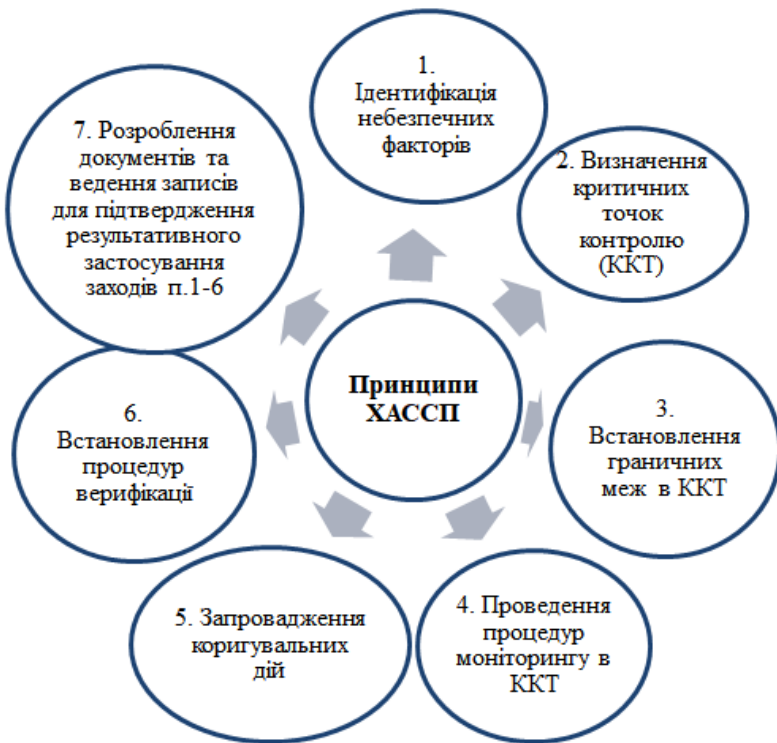 Принципи
ХАССП
1.
Ідентифікація
небезпечних
факторів
2. Визначення
критичних
точок
контролю
(ККТ)
3.
Встановлення
граничних
меж в ККТ
4. Проведення
процедур
моніторингу в
ККТ
5. Запровадження
коригувальних
дій
6.
Встановлення
процедур
верифікації
7. Розроблення
документів та
ведення записів
для підтвердження
результативного
застосування
заходів п.1-6